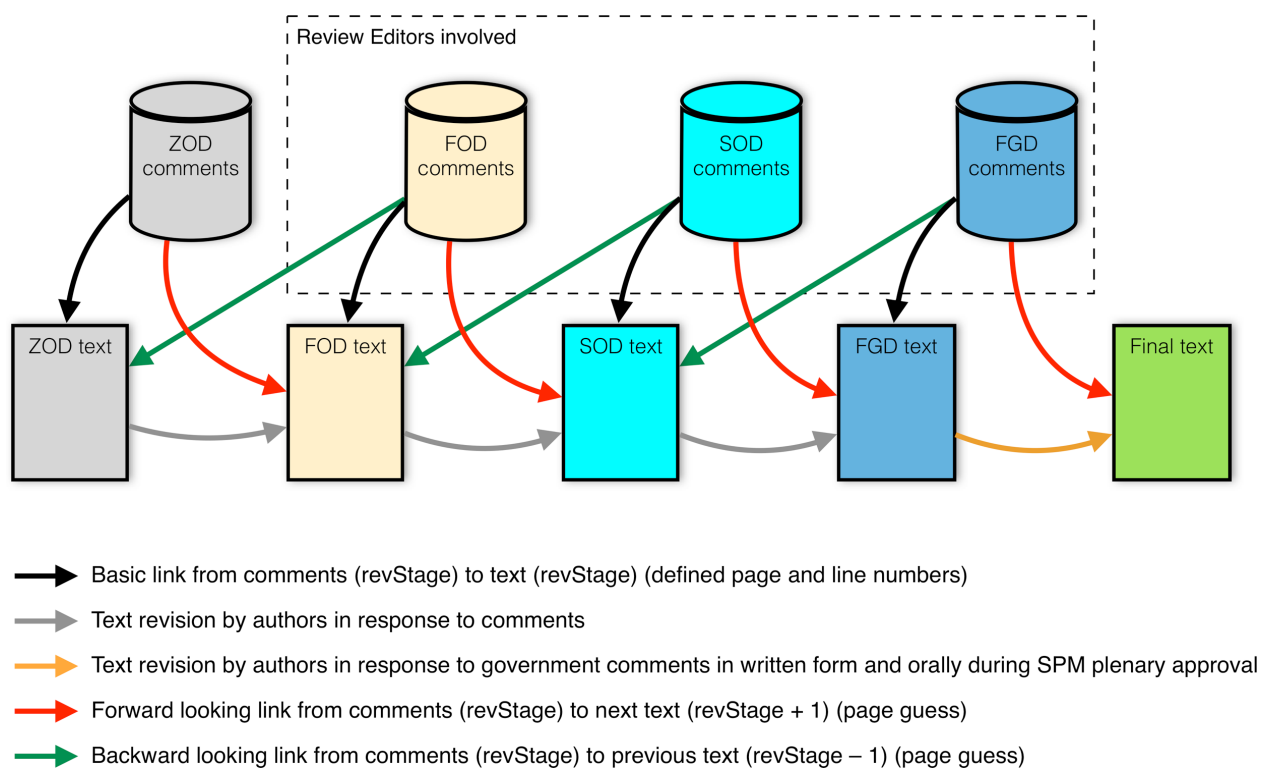 Review Editors involved
ZOD
comments
FOD
comments
SOD
comments
FGD
comments
ZOD text
FOD text
SOD text
FGD text
Final text
Basic link from comments (revStage) to text (revStage) (defined page and line numbers)
Text revision by authors in response to comments
Text revision by authors in response to government comments in written form and orally during SPM plenary approval
Forward looking link from comments (revStage) to next text (revStage + 1) (page guess)
Backward looking link from comments (revStage) to previous text (revStage – 1) (page guess)